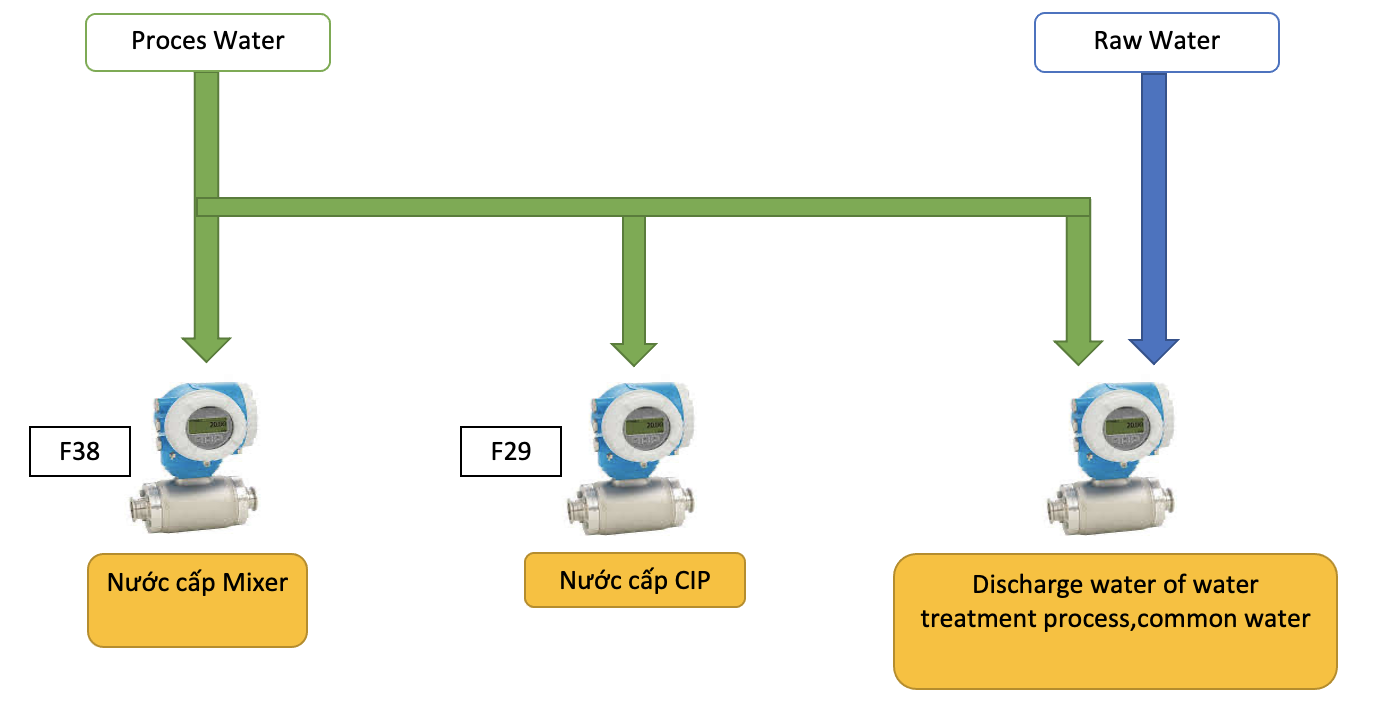 Proces Water
Raw Water
F38
F29
Nước cấp Mixer
Nước cấp CIP
Discharge water of water
treatment process,common water